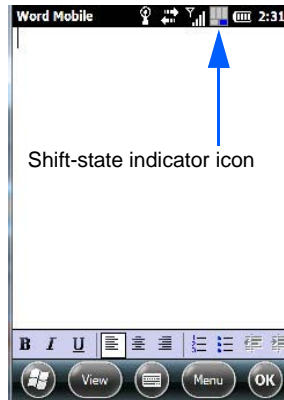 Word Mobile 2:31
Shift-state indicator icon
B I U
View Menu OK